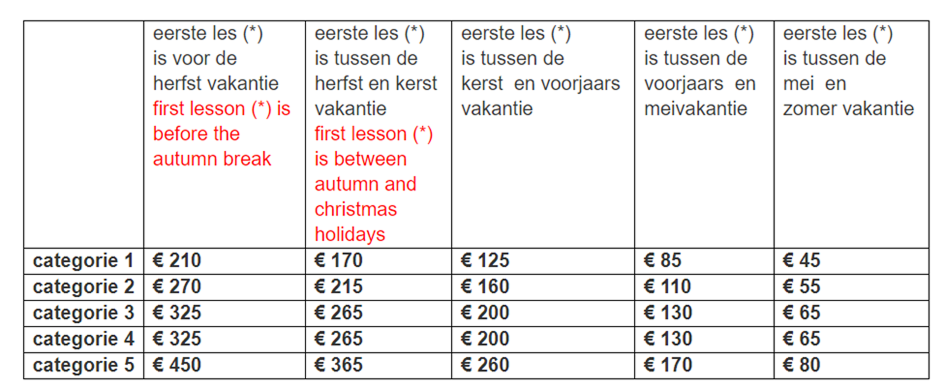 eerste les (*)
is voor de
herfst vakantie
first lesson (*) is
before the
autumn break
eerste les (*)
is tussen de
herfst en kerst
vakantie
first lesson (*)
is between
autumn and
christmas
holidays
eerste les (*)
is tussen de
kerst en voorjaars
vakantie
eerste les (*)
is tussen de
voorjaars en
meivakantie
eerste les (*)
is tussen de
mei en
zomer vakantie
categorie 1 € 210 € 170 € 125 € 85 € 45
categorie 2 € 270 € 215 € 160 € 110 € 55
categorie 3 € 325 € 265 € 200 € 130 € 65
categorie 4 € 325 € 265 € 200 € 130 € 65
categorie 5 € 450 € 365 € 260 € 170 € 80